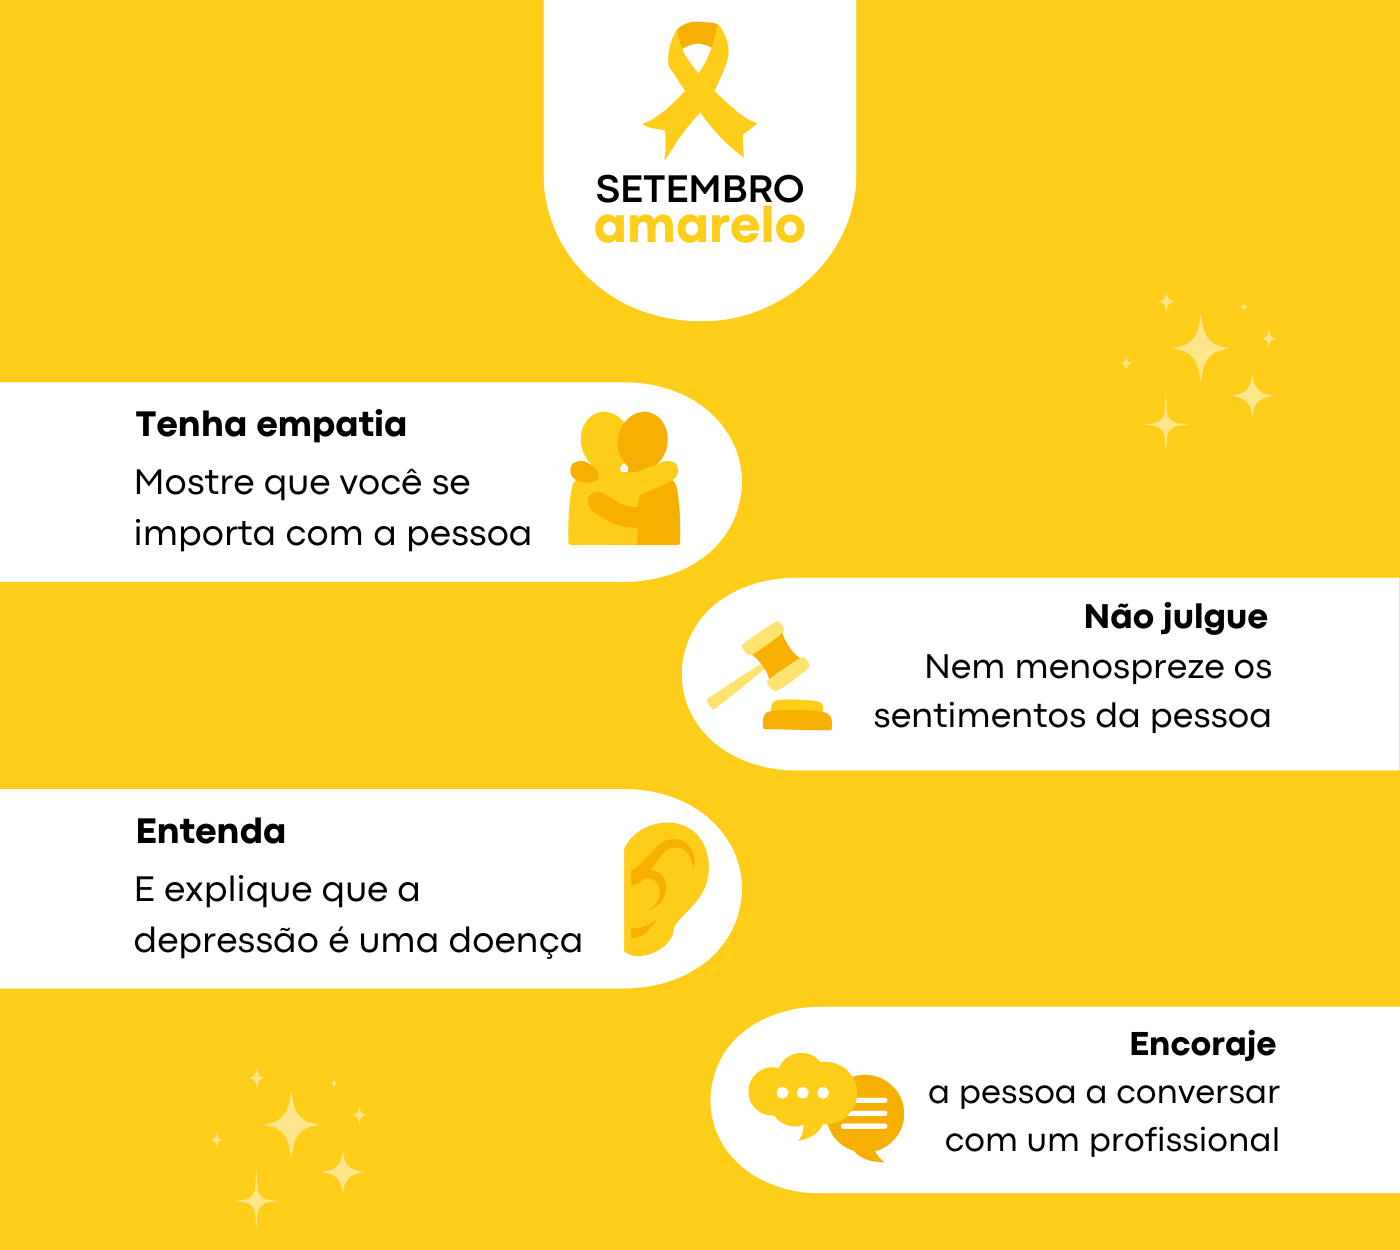 SETEMBRO
amarelo
Tenha empatia
Mostre que você se
importa com a pessoa
Não julgue
Nem menospreze os
sentimentos da pessoa
Entenda
E explique que a
depressão é uma doença
Encoraje
a pessoa a conversar
com um profissional